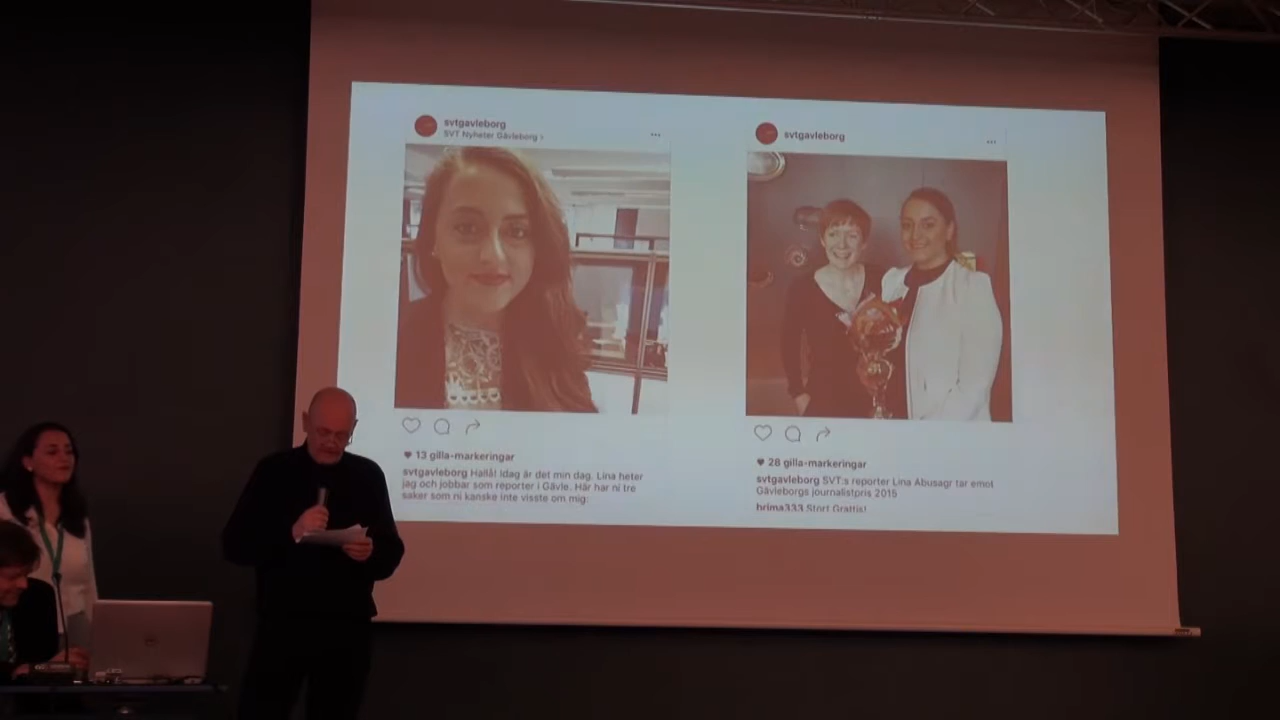 svtgavleborg
SVT Nyheter Gävleborg ›
13 gilla-markeringar
svtgavleborg Hallå! Idag är det min dag. Lina heter
jag och jobbar som reporter i Gävle. Här har ni tre
saker som ni kanske inte visste om mig:
svtgavleborg
28 gilla-markeringar
svtgavleborg SVT:s reporter Lina Abusagr tar emot
Gävleborgs journalistpris 2015
brima333 Stort Grattis!